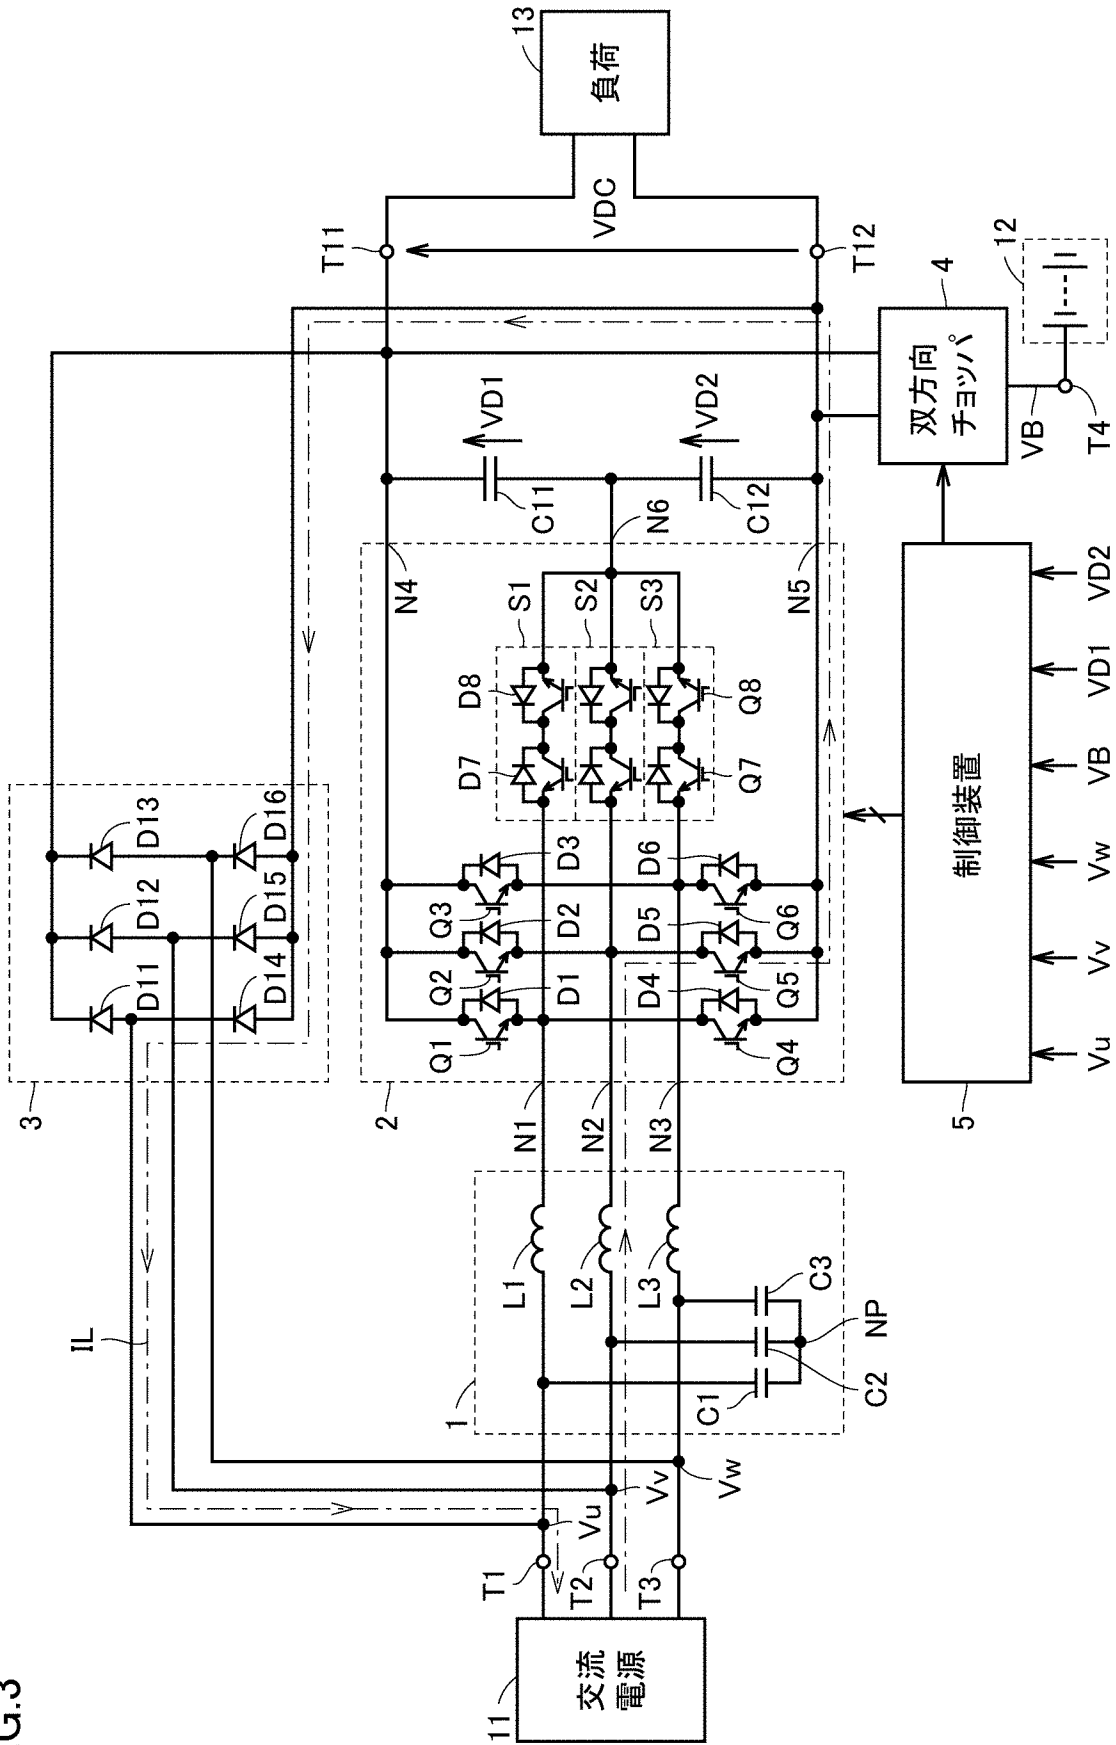 G.3
11
交流
電源
T1
T2
T3
Vu
Vv
Vw
IL
1
L1
L2
L3
C1
C2
C3
NP
3
D11
D12
D13
D14
D15
D16
2
N1
N2
N3
Q1
Q2
Q3
D1
D2
D3
D4
D5
D6
Q4
Q5
Q6
D7
D8
Q7
Q8
S1
S2
S3
N4
N5
N6
C11
C12
VD1
VD2
T11
T12
VDC
13
負荷
5
制御装置
Vu
Vv
Vw
VB
VD1
VD2
4
双方向
チョッパ
VB
T4
12